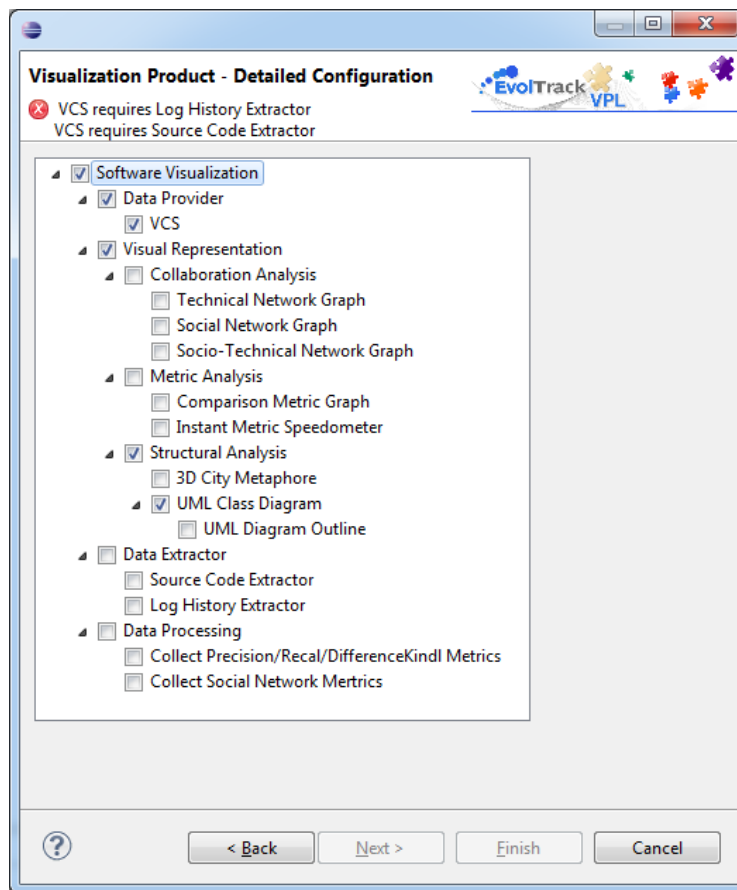 Visualization Product - Detailed Configuration
EvolTrack
VPL
VCS requires Log History Extractor
VCS requires Source Code Extractor
Software Visualization
Data Provider
VCS
Visual Representation
Collaboration Analysis
Technical Network Graph
Social Network Graph
Socio-Technical Network Graph
Metric Analysis
Comparison Metric Graph
Instant Metric Speedometer
Structural Analysis
3D City Metaphore
UML Class Diagram
UML Diagram Outline
Data Extractor
Source Code Extractor
Log History Extractor
Data Processing
Collect Precision/Recal/DifferenceKindl Metrics
Collect Social Network Mertrics
? < Back Next > Finish Cancel